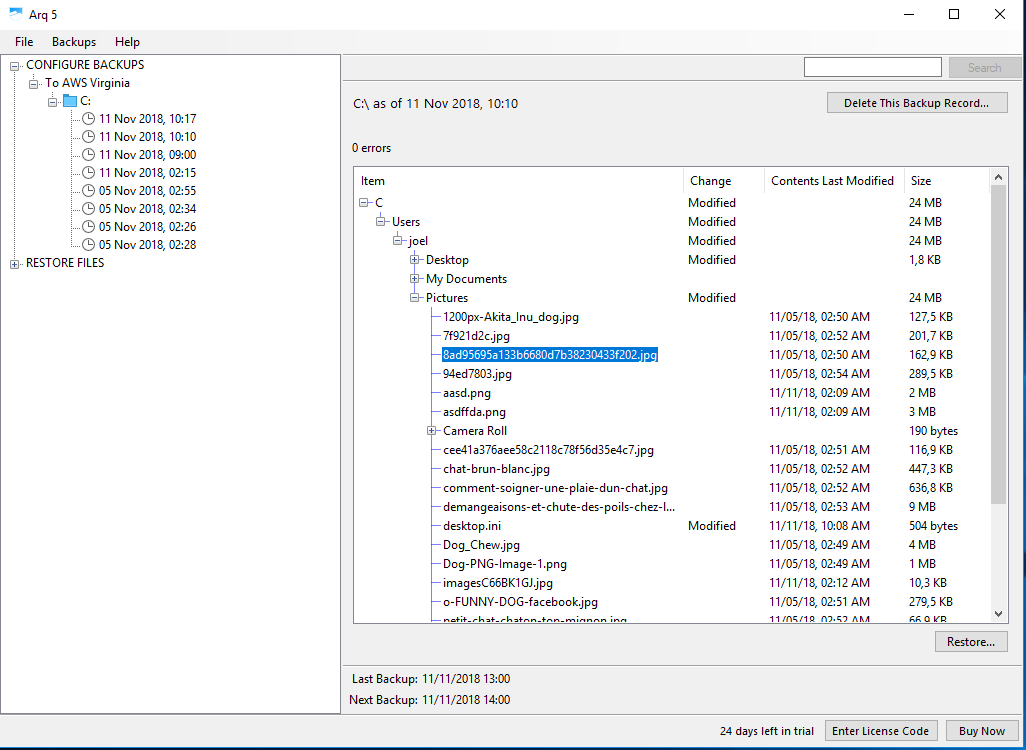 Arq 5
File Backups Help
CONFIGURE BACKUPS
To AWS Virginia
C:
11 Nov 2018, 10:17
11 Nov 2018, 10:10
11 Nov 2018, 09:00
11 Nov 2018, 02:15
05 Nov 2018, 02:55
05 Nov 2018, 02:34
05 Nov 2018, 02:26
05 Nov 2018, 02:28
RESTORE FILES
Search
C:\ as of 11 Nov 2018, 10:10
Delete This Backup Record...
0 errors
Item Change Contents Last Modified Size
C Modified 24 MB
Users Modified 24 MB
joel Modified 24 MB
Desktop Modified 1,8 KB
My Documents
Pictures Modified 24 MB
1200px-Akita_Inu_dog.jpg 11/05/18, 02:50 AM 127,5 KB
7f921d2c.jpg 11/05/18, 02:52 AM 201,7 KB
8ad95695a133b6680d7b38230433f202.jpg 11/05/18, 02:50 AM 162,9 KB
94ed7803.jpg 11/05/18, 02:54 AM 289,5 KB
aasd.png 11/11/18, 02:09 AM 2 MB
asdffda.png 11/11/18, 02:09 AM 3 MB
Camera Roll 190 bytes
cee41a376aee58c2118c78f56d35e4c7.jpg 11/05/18, 02:51 AM 116,9 KB
chat-brun-blanc.jpg 11/05/18, 02:52 AM 447,3 KB
comment-soigner-une-plaie-dun-chat.jpg 11/05/18, 02:52 AM 636,8 KB
demangeaisons-et-chute-des-poils-chez-l... 11/05/18, 02:53 AM 9 MB
desktop.ini Modified 11/11/18, 10:08 AM 504 bytes
Dog_Chew.jpg 11/05/18, 02:49 AM 4 MB
Dog-PNG-Image-1.png 11/05/18, 02:49 AM 1 MB
imagesC66BK1GJ.jpg 11/11/18, 02:12 AM 10,3 KB
o-FUNNY-DOG-facebook.jpg 11/05/18, 02:51 AM 279,5 KB
petit-chat-chaton-top-mignon.jpg 11/05/18, 02:52 AM 66,9 KB
Restore...
Last Backup: 11/11/2018 13:00
Next Backup: 11/11/2018 14:00
24 days left in trial Enter License Code Buy Now